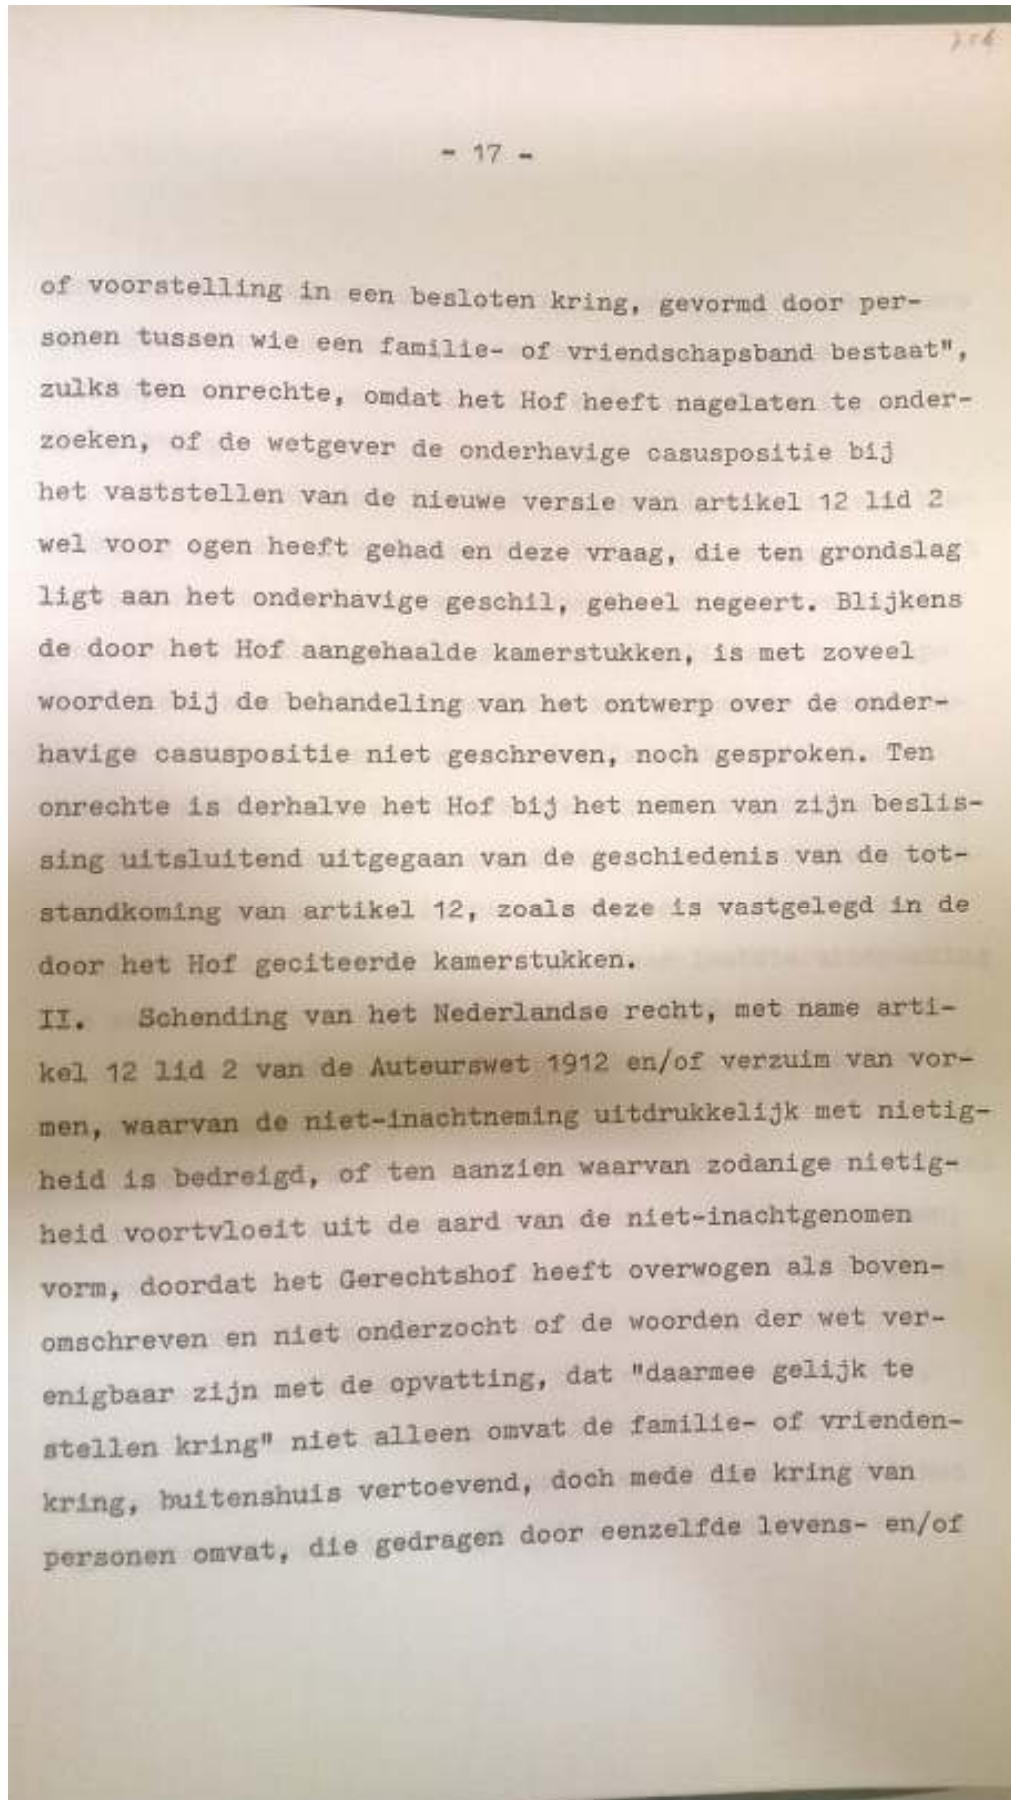 - 17 -
of voorstelling in een besloten kring, gevormd door per-
sonen tussen wie een familie- of vriendschapsband bestaat",
zulks ten onrechte, omdat het Hof heeft nagelaten te onder-
zoeken, of de wetgever de onderhavige casuspositie bij
het vaststellen van de nieuwe versie van artikel 12 lid 2
wel voor ogen heeft gehad en deze vraag, die ten grondslag
ligt aan het onderhavige geschil, geheel negeert. Blijkens
de door het Hof aangehaalde kamerstukken, is met zoveel
woorden bij de behandeling van het ontwerp over de onder-
havige casuspositie niet geschreven, noch gesproken. Ten
onrechte is derhalve het Hof bij het nemen van zijn beslis-
sing uitsluitend uitgegaan van de geschiedenis van de tot-
standkoming van artikel 12, zoals deze is vastgelegd in de
door het Hof geciteerde kamerstukken.
II. Schending van het Nederlandse recht, met name arti-
kel 12 lid 2 van de Auteurswet 1912 en/of verzuim van vor-
men, waarvan de niet-inachtneming uitdrukkelijk met nietig-
heid is bedreigd, of ten aanzien waarvan zodanige nietig-
heid voortvloeit uit de aard van de niet-inachtgenomen
vorm, doordat het Gerechtshof heeft overwogen als boven-
omschreven en niet onderzocht of de woorden der wet ver-
enigbaar zijn met de opvatting, dat "daarmee gelijk te
stellen kring" niet alleen omvat de familie- of vrienden-
kring, buitenshuis vertoevend, doch mede die kring van
personen omvat, die gedragen door eenzelfde levens- en/of